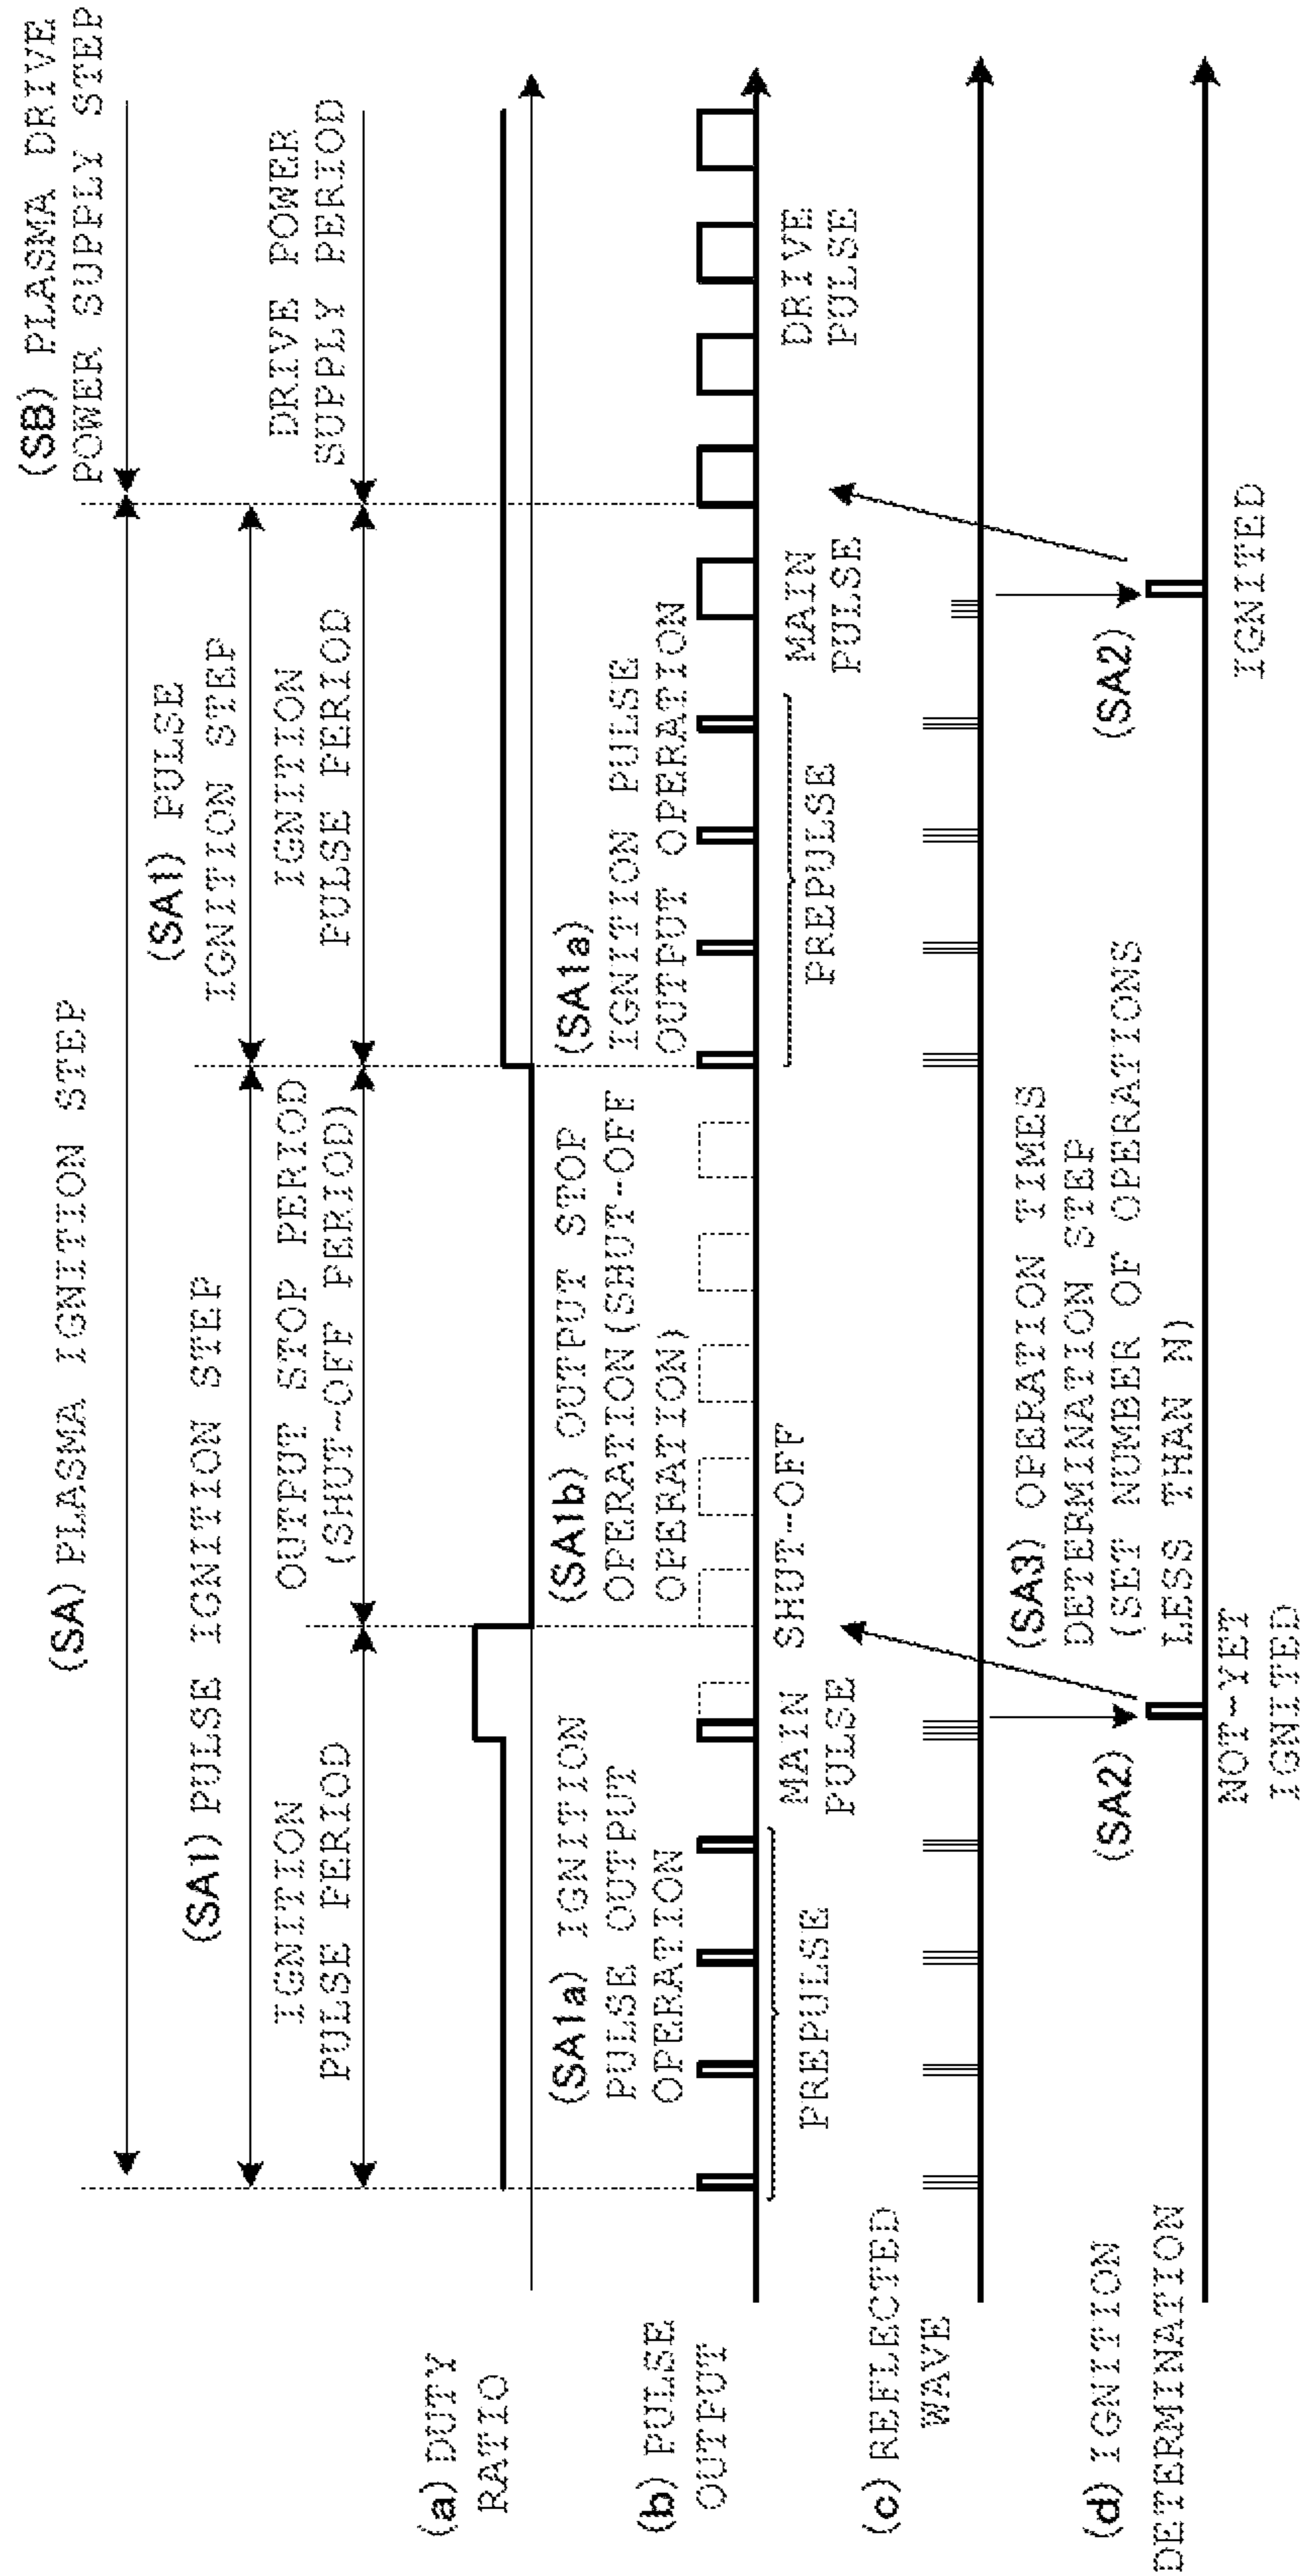 (SB) PLASMA DRIVE
POWER SUPPLY STEP
(SA) PLASMA IGNITION STEP
(SA1) PULSE IGNITION STEP
(SA1) PULSE
IGNITION STEP
IGNITION
PULSE PERIOD
OUTPUT STOP PERIOD
(SHUT-OFF PERIOD)
IGNITION
PULSE PERIOD
DRIVE POWER
SUPPLY PERIOD
(a) DUTY
RATIO
(SA1a) IGNITION
PULSE OUTPUT
OPERATION
(SA1b) OUTPUT STOP
OPERATION(SHUT-OFF
OPERATION)
(SA1a)
IGNITION PULSE
OUTPUT OPERATION
(b) PULSE
OUTPUT
PREPULSE
MAIN
PULSE
SHUT-OFF
PREPULSE
MAIN
PULSE
DRIVE
PULSE
(c) REFLECTED
WAVE
(SA3) OPERATION TIMES
DETERMINATION STEP
(SET NUMBER OF OPERATIONS
LESS THAN N)
(d) IGNITION
DETERMINATION
(SA2)
NOT-YET
IGNITED
(SA2)
IGNITED